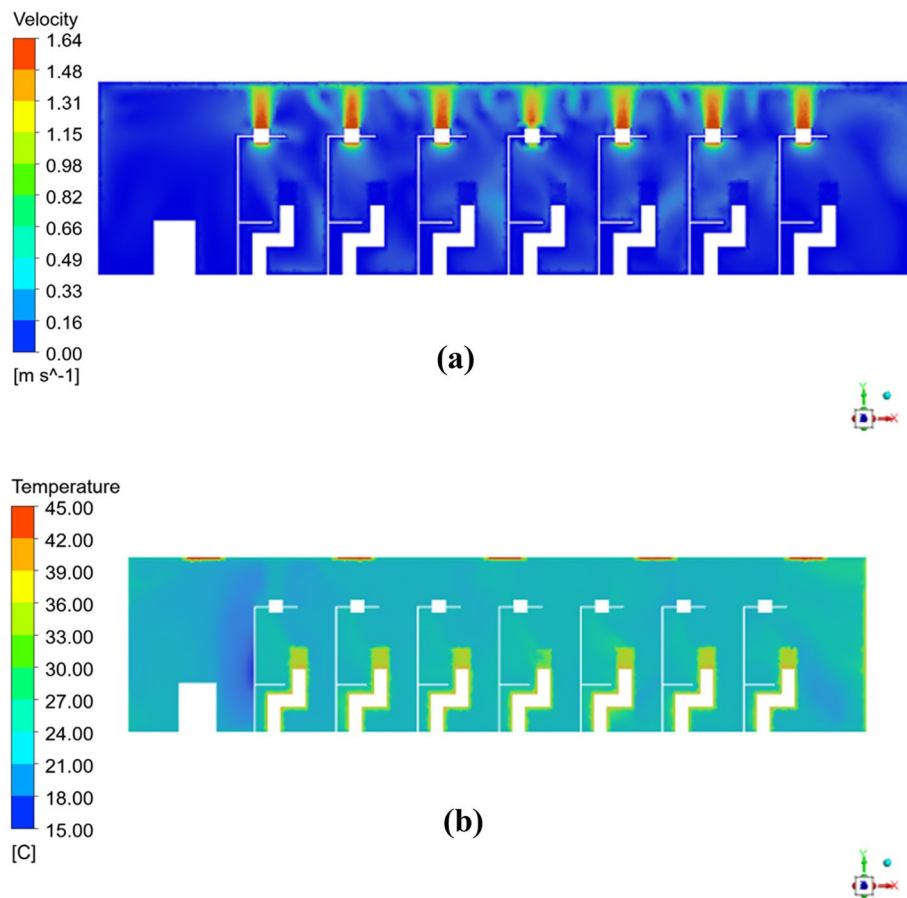 Velocity
1.64
1.48
1.31
1.15
0.98
0.82
0.66
0.49
0.33
0.16
0.00
[m s^-1]
(a)
Y
X
Temperature
45.00
42.00
39.00
36.00
33.00
30.00
27.00
24.00
21.00
18.00
15.00
[C]
(b)
Y
X